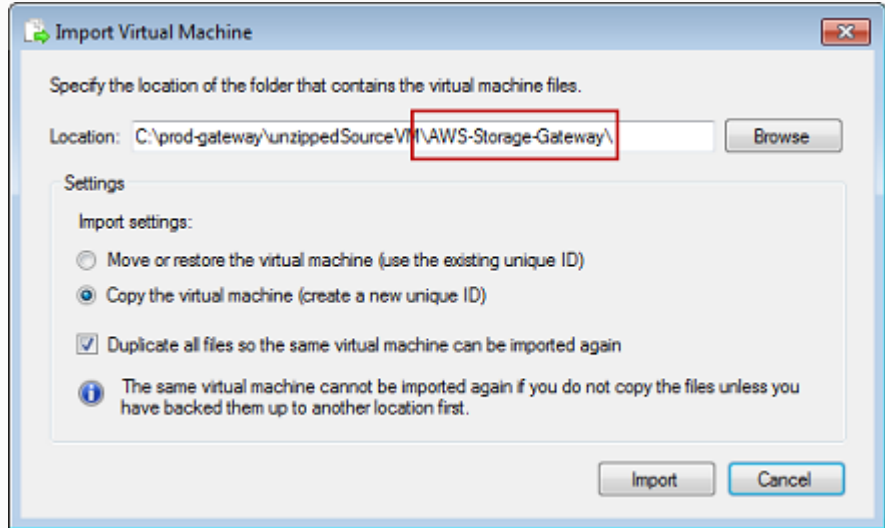 Import Virtual Machine
Specify the location of the folder that contains the virtual machine files.
Location: C:\prod-gateway\unzippedSourceVM\AWS-Storage-Gateway\ Browse
Settings
Import settings:
Move or restore the virtual machine (use the existing unique ID)
Copy the virtual machine (create a new unique ID)
Duplicate all files so the same virtual machine can be imported again
The same virtual machine cannot be imported again if you do not copy the files unless you
have backed them up to another location first.
Import Cancel